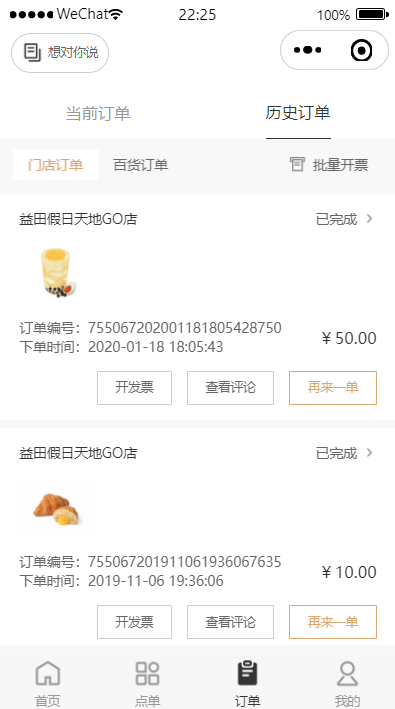 WeChat 22:25 100%
想对你说
当前订单 历史订单
门店订单 百货订单 批量开票
益田假日天地GO店 已完成
订单编号：755067202001181805428750
下单时间：2020-01-18 18:05:43
¥ 50.00
开发票 查看评论 再来一单
益田假日天地GO店 已完成
订单编号：755067201911061936067635
下单时间：2019-11-06 19:36:06
¥ 10.00
开发票 查看评论 再来一单
首页 点单 订单 我的